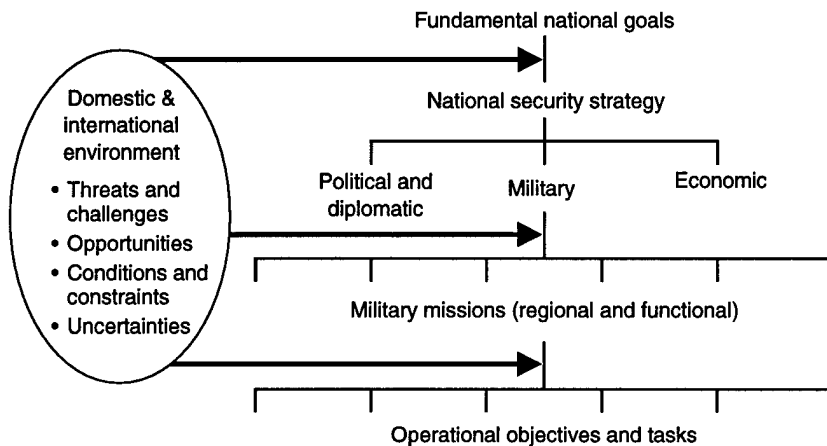 Fundamental national goals
Domestic &
international
environment
• Threats and
challenges
• Opportunities
• Conditions and
constraints
• Uncertainties
National security strategy
Political and
diplomatic
Military
Economic
Military missions (regional and functional)
Operational objectives and tasks